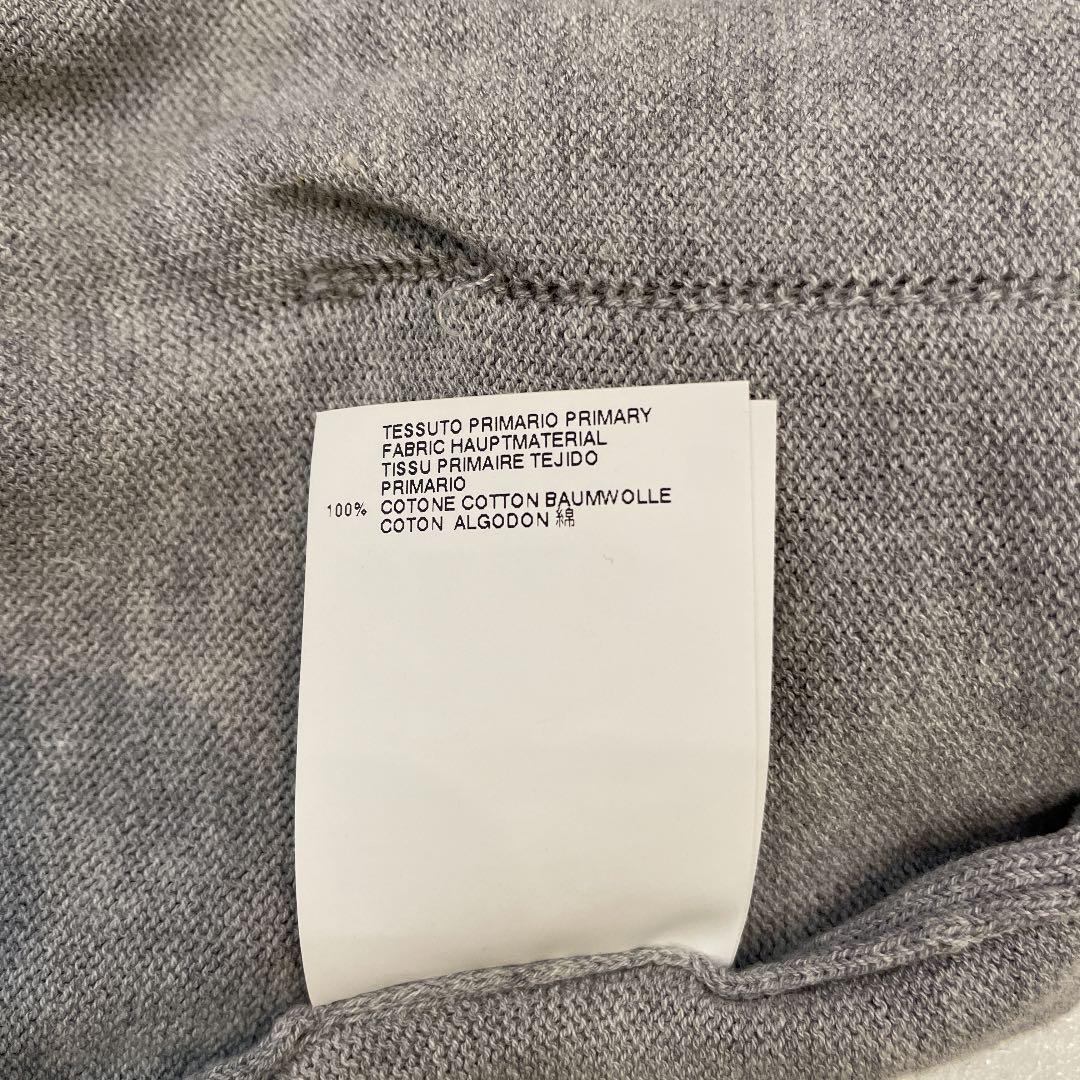 TESSUTO PRIMARIO PRIMARY
FABRIC HAUPTMATERIAL
TISSU PRIMAIRE TEJIDO
PRIMARIO
100% COTONE COTTON BAUMWOLLE
COTON ALGODON 綿